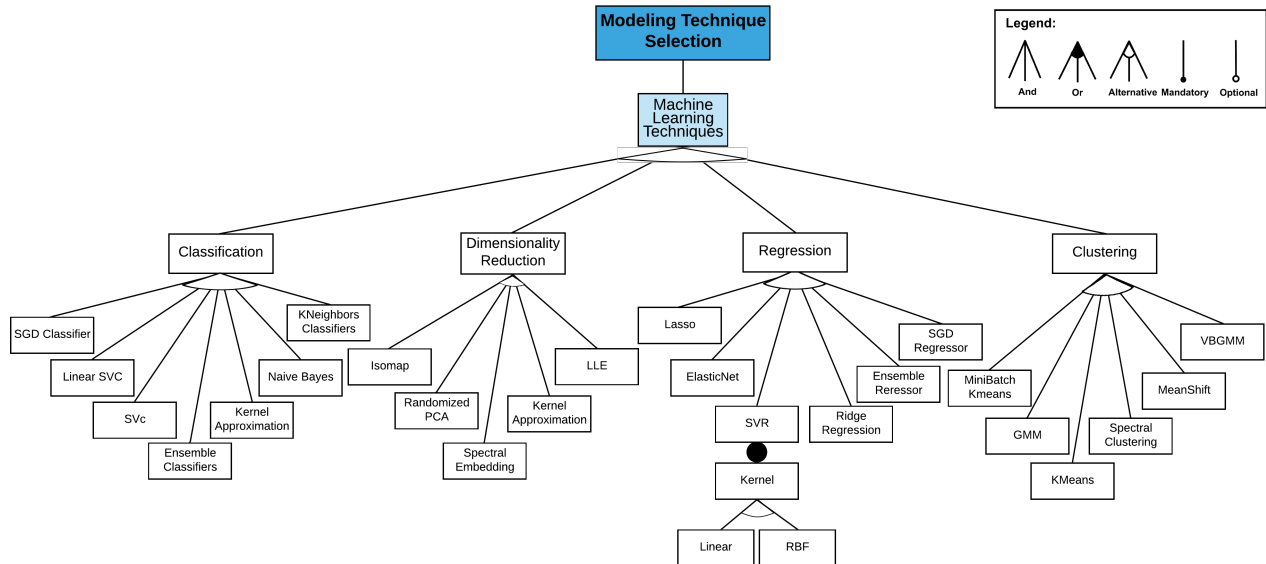 Modeling Technique
Selection
Legend:
And
Or
Alternative
Mandatory
Optional
Machine
Learning
Techniques
Classification
Dimensionality
Reduction
Regression
Clustering
SGD Classifier
Linear SVC
SVc
Ensemble
Classifiers
Kernel
Approximation
Naive Bayes
KNeighbors
Classifiers
Isomap
Randomized
PCA
Spectral
Embedding
Kernel
Approximation
LLE
Lasso
ElasticNet
SVR
Kernel
Linear
RBF
Ridge
Regression
Ensemble
Reressor
SGD
Regressor
MiniBatch
Kmeans
GMM
KMeans
Spectral
Clustering
MeanShift
VBGMM